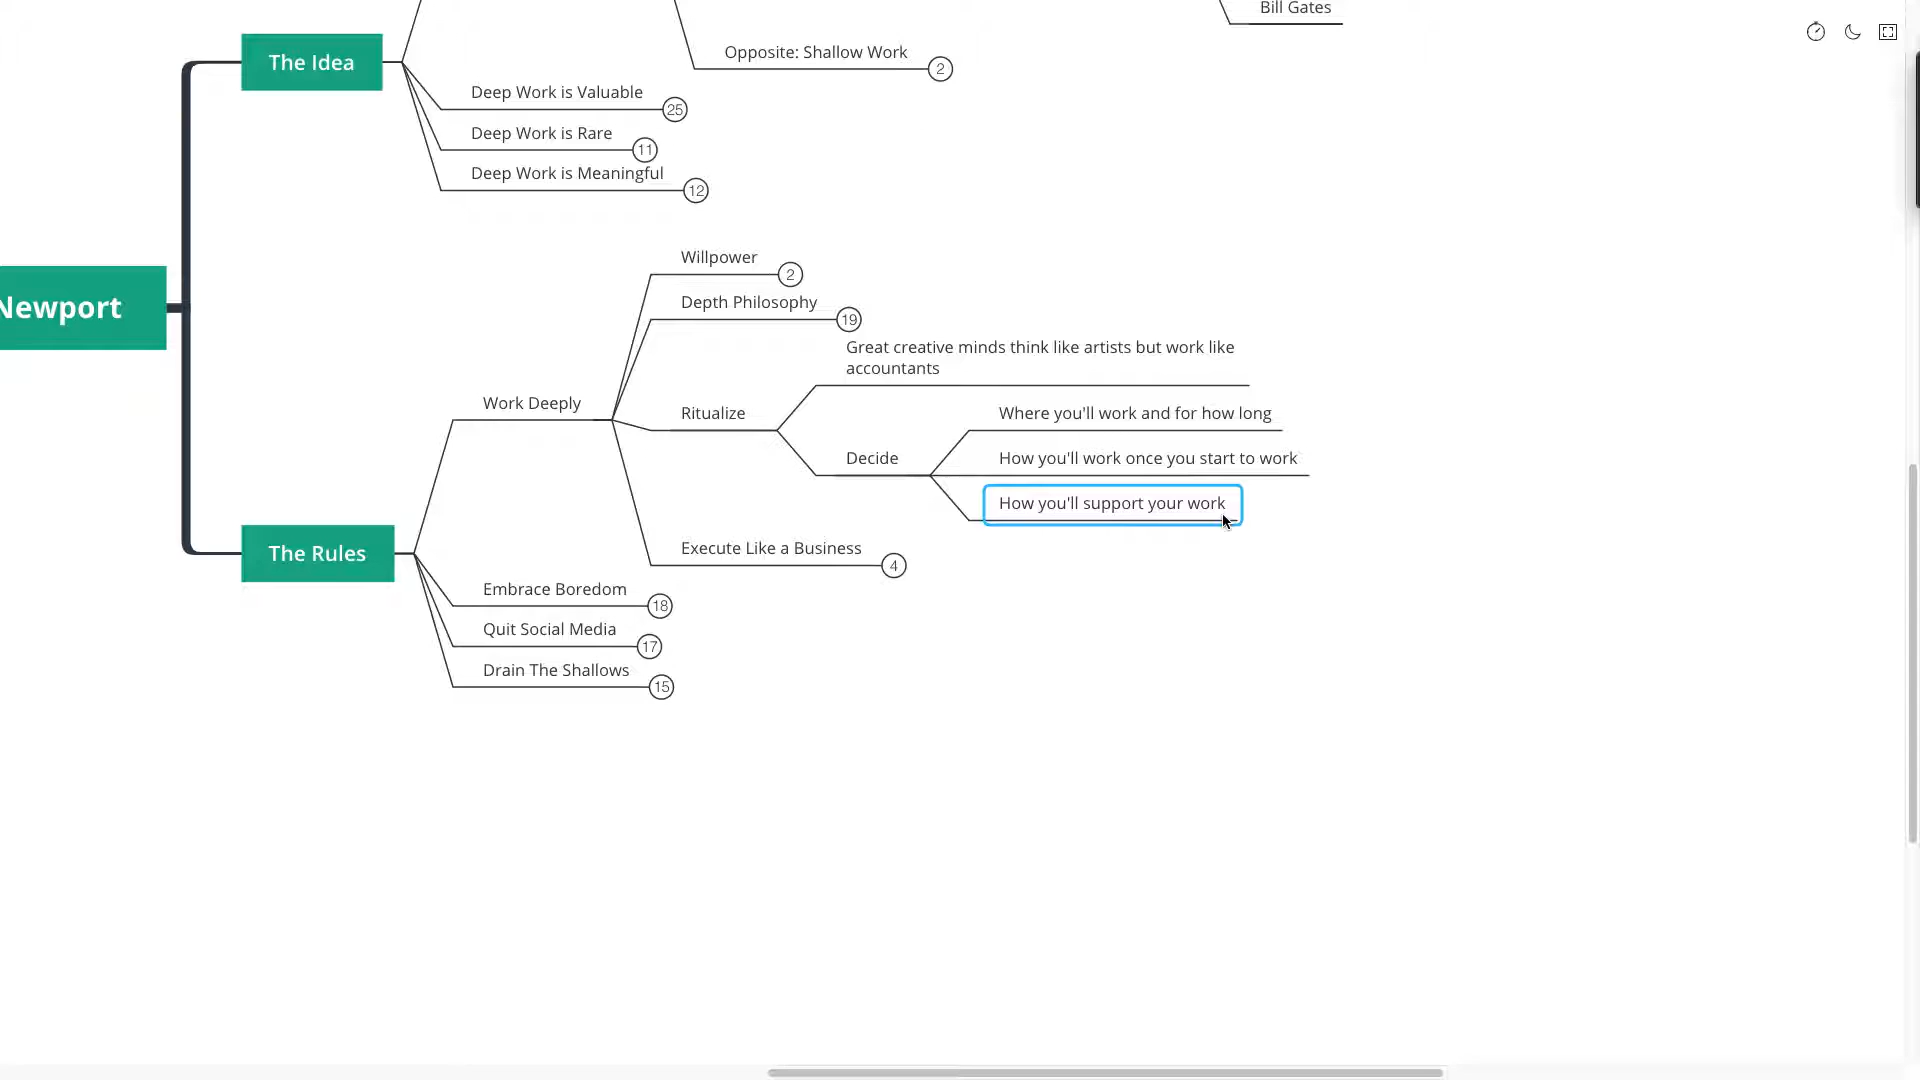 Bill Gates
The Idea
Opposite: Shallow Work
2
Deep Work is Valuable
25
Deep Work is Rare
11
Deep Work is Meaningful
12
Newport
Willpower
2
Depth Philosophy
19
Great creative minds think like artists but work like
accountants
Work Deeply
Ritualize
Where you'll work and for how long
Decide
How you'll work once you start to work
How you'll support your work
The Rules
Execute Like a Business
4
Embrace Boredom
18
Quit Social Media
17
Drain The Shallows
15